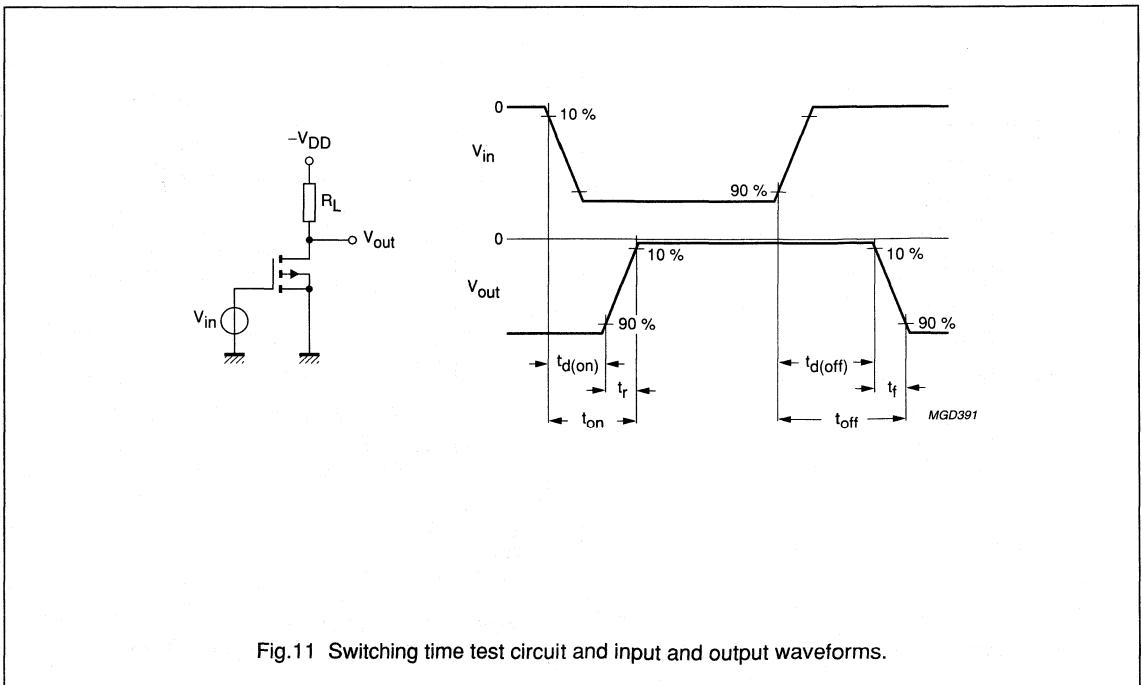 −VDD
RL
Vout
Vin
0
10 %
Vin
90 %
0
10 %
10 %
Vout
90 %
90 %
td(on)
td(off)
tr
tf
ton
toff
MGD391
Fig.11 Switching time test circuit and input and output waveforms.